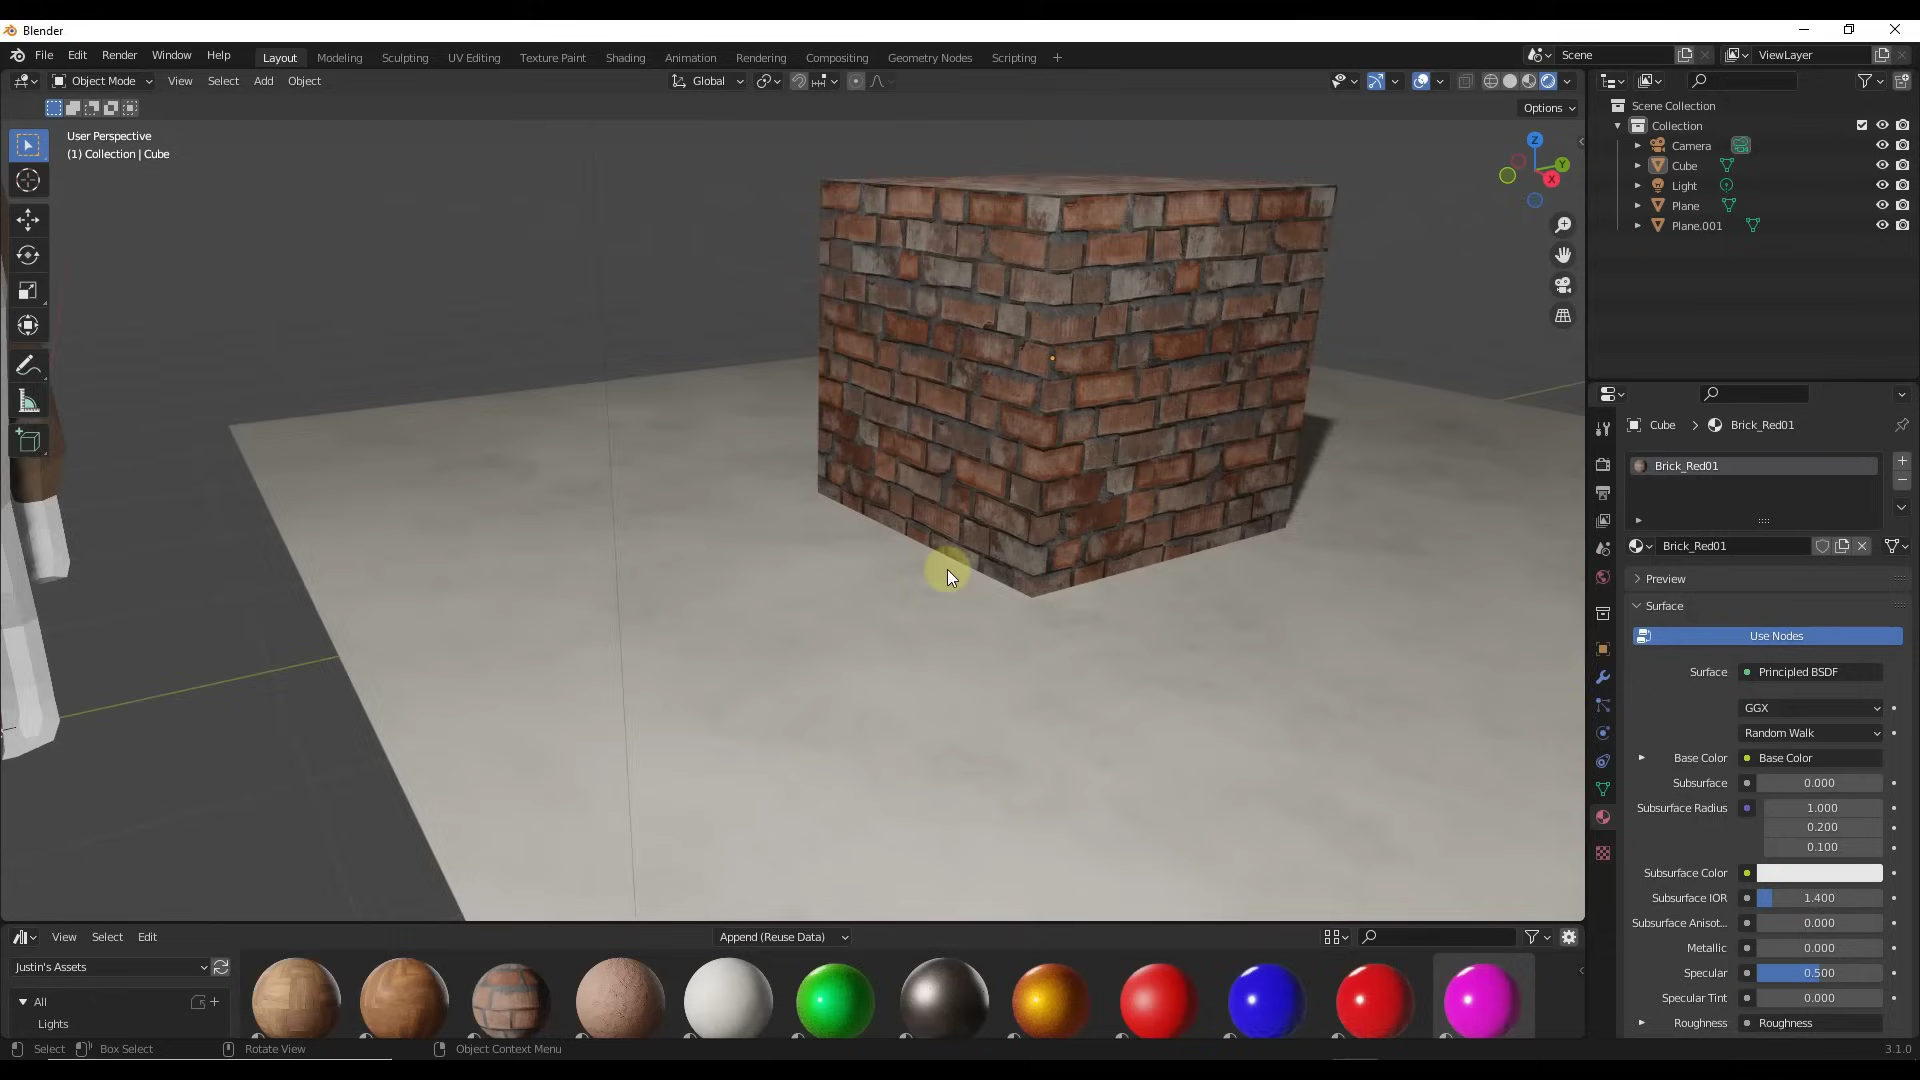 Blender
File Edit Render Window Help Layout Modeling Sculpting UV Editing Texture Paint Shading Animation Rendering Compositing Geometry Nodes Scripting + Scene ViewLayer
Object Mode View Select Add Object Global
Options
User Perspective
(1) Collection | Cube
Z
Y
X
Scene Collection
Collection
Camera
Cube
Light
Plane
Plane.001
Cube > Brick_Red01
Brick_Red01
Brick_Red01
Preview
Surface
Use Nodes
Surface Principled BSDF
GGX
Random Walk
Base Color Base Color
Subsurface 0.000
Subsurface Radius 1.000
0.200
0.100
Subsurface Color
Subsurface IOR 1.400
Subsurface Anisot... 0.000
Metallic 0.000
Specular 0.500
Specular Tint 0.000
Roughness Roughness
View Select Edit Append (Reuse Data)
Justin's Assets
All
Lights
Select Box Select Rotate View Object Context Menu 3.1.0